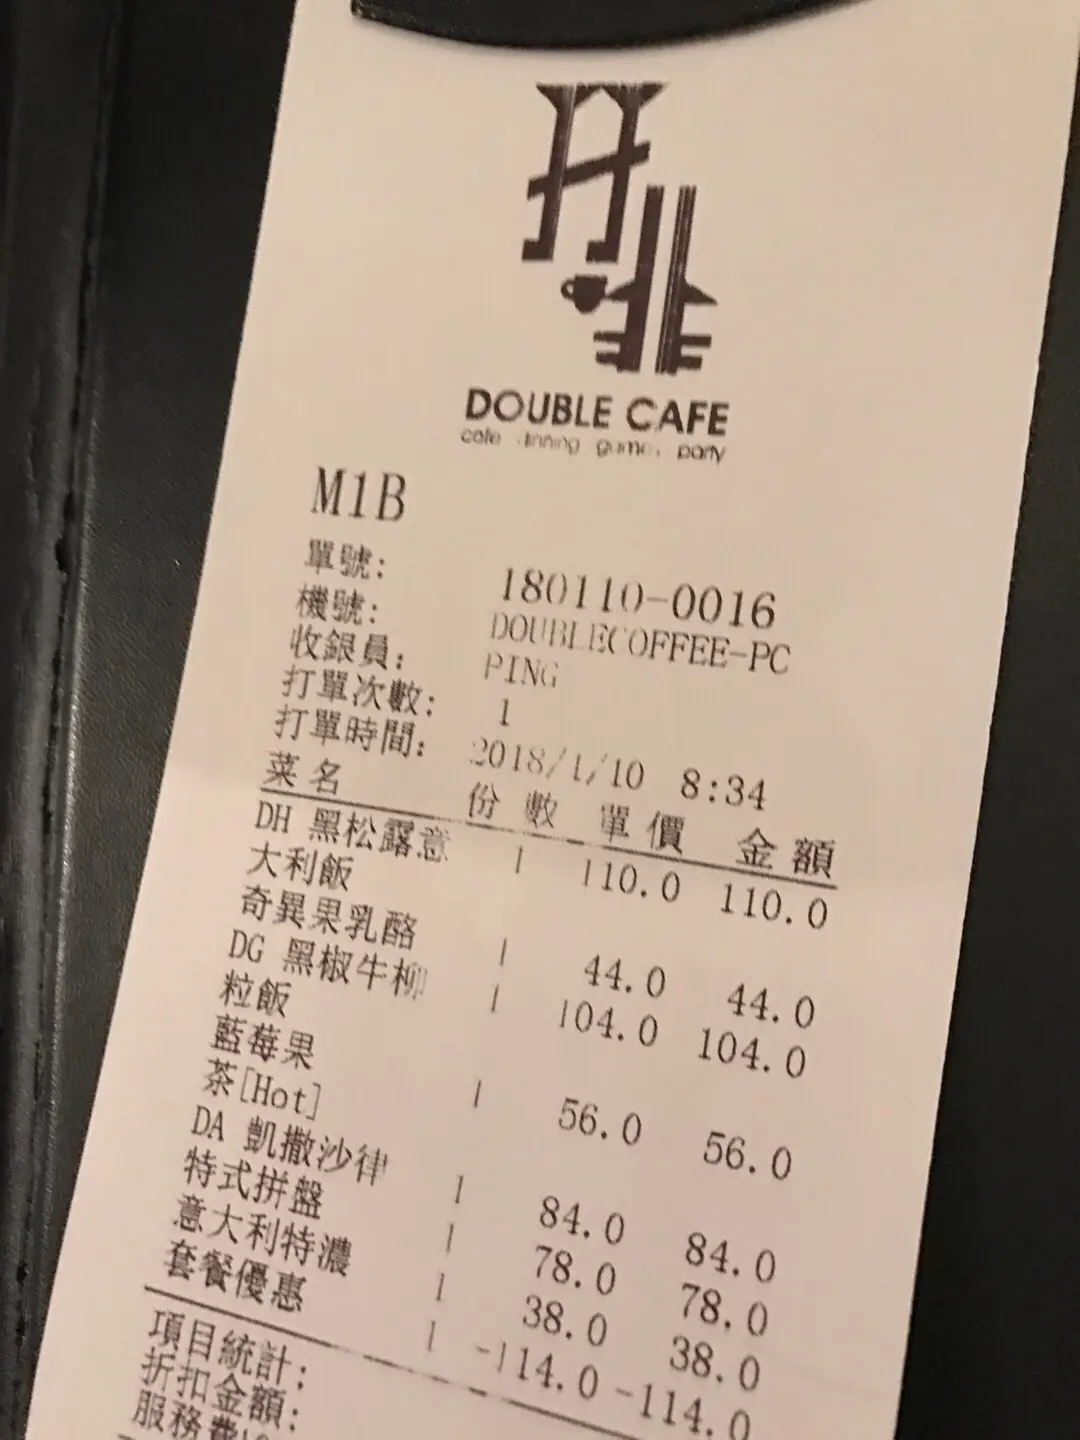 DOUBLE CAFE
party
M1B
單號: 180110-0016
機號: DOUBLECOFFEE-PC
收銀員: PING
打單次數: 1
打單時間: 2018/1/10 8:34
菜名 份數 單價 金額
DH 黑松露意 1 110.0 110.0
大利飯
奇異果乳酪 1 44.0 44.0
DG 黑椒牛柳 1 104.0 104.0
粒飯
藍莓果 1 56.0 56.0
茶[Hot]
DA 凱撒沙律 1 84.0 84.0
特式拼盤 1 78.0 78.0
意大利特濃 1 38.0 38.0
套餐優惠 1 -114.0 -114.0
項目統計:
折扣金額:
服務費